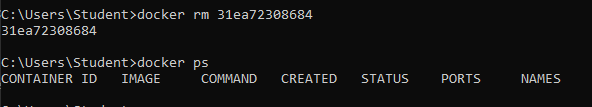 C:\Users\Student>docker rm 31ea72308684
31ea72308684
C:\Users\Student>docker ps
CONTAINER ID IMAGE COMMAND CREATED STATUS PORTS NAMES